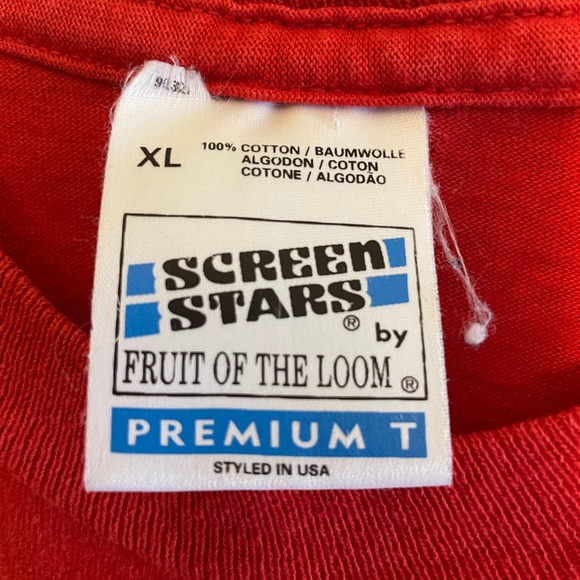 XL
100% COTTON / BAUMWOLLE
ALGODON / COTON
COTONE / ALGODÃO
SCREEN
STARS ®
by
FRUIT OF THE LOOM ®
PREMIUM T
STYLED IN USA